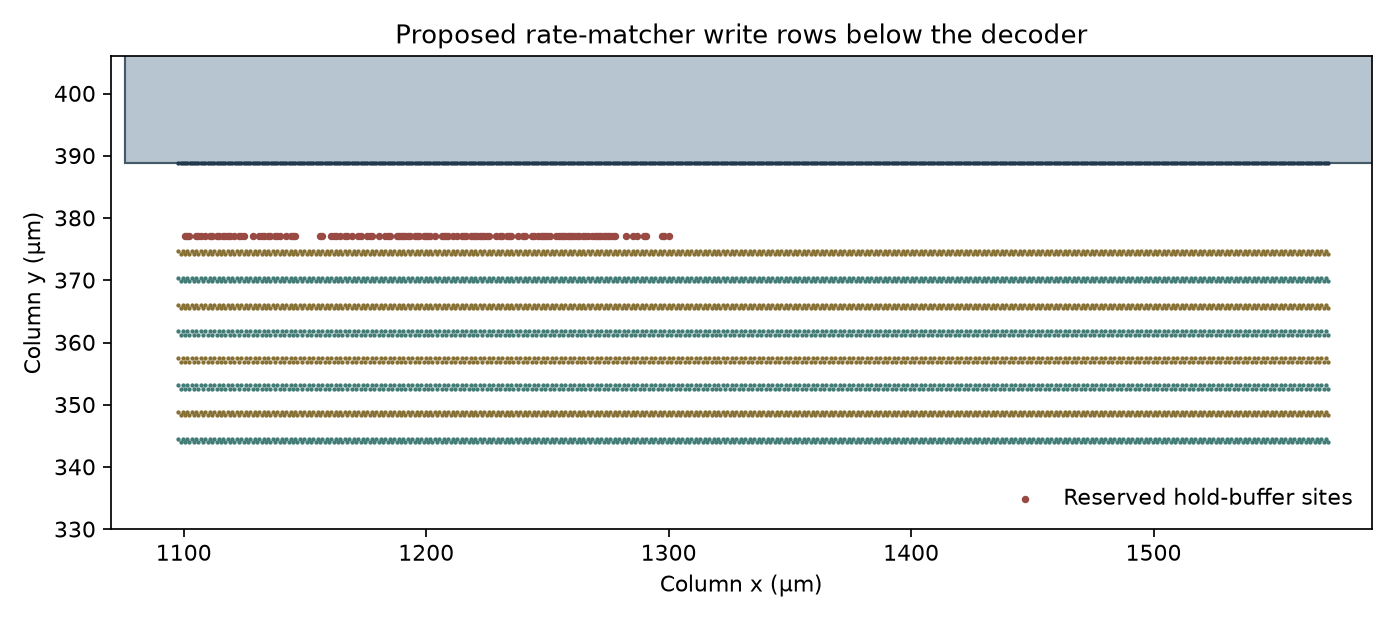 Proposed rate-matcher write rows below the decoder
400
390
380
370
360
350
340
330
Column y (µm)
Reserved hold-buffer sites
1100 1200 1300 1400 1500
Column x (µm)